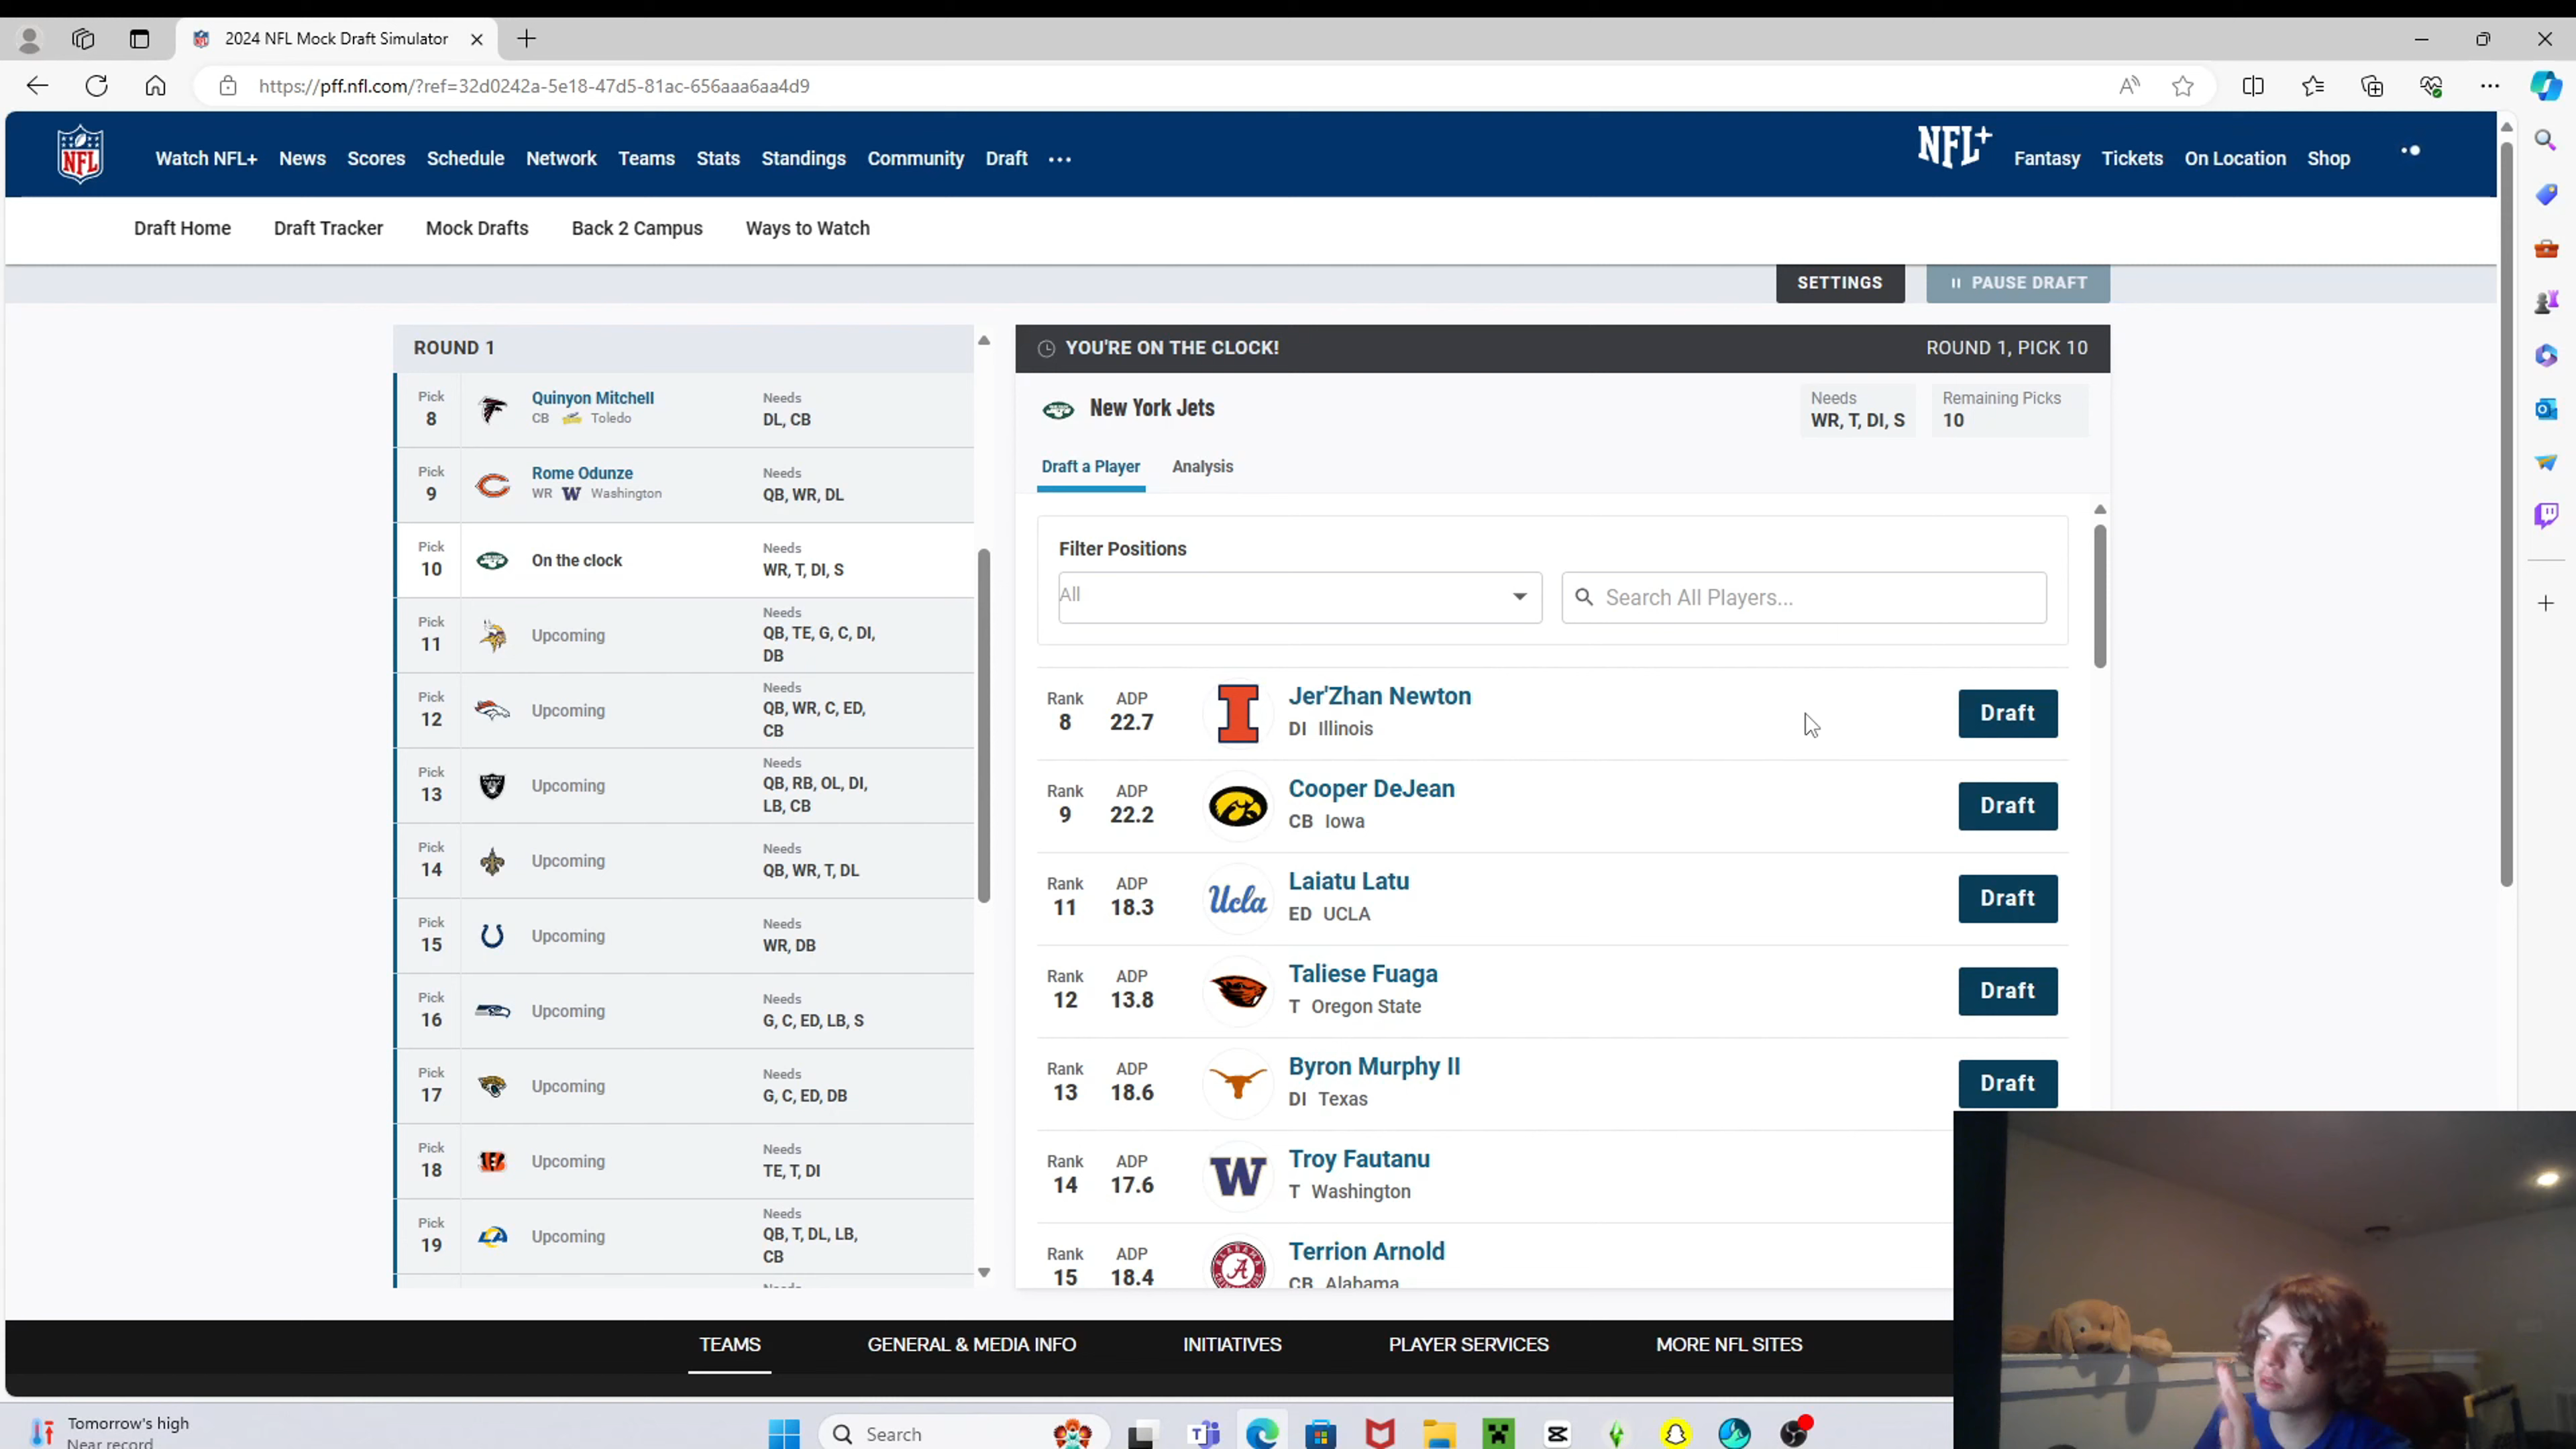 2024 NFL Mock Draft Simulator
https://pff.nfl.com/?ref=32d0242a-5e18-47d5-81ac-656aaa6aa4d9
NFL
Watch NFL+ News Scores Schedule Network Teams Stats Standings Community Draft ...
NFL+ Fantasy Tickets On Location Shop
Draft Home Draft Tracker Mock Drafts Back 2 Campus Ways to Watch
SETTINGS PAUSE DRAFT
ROUND 1
Pick 8 Quinyon Mitchell CB Toledo Needs DL, CB
Pick 9 Rome Odunze WR W Washington Needs QB, WR, DL
Pick 10 On the clock Needs WR, T, DI, S
Pick 11 Upcoming Needs QB, TE, G, C, DI, DB
Pick 12 Upcoming Needs QB, WR, C, ED, CB
Pick 13 Upcoming Needs QB, RB, OL, DI, LB, CB
Pick 14 Upcoming Needs QB, WR, T, DL
Pick 15 Upcoming Needs WR, DB
Pick 16 Upcoming Needs G, C, ED, LB, S
Pick 17 Upcoming Needs G, C, ED, DB
Pick 18 Upcoming Needs TE, T, DI
Pick 19 Upcoming Needs QB, T, DL, LB, CB
YOU'RE ON THE CLOCK! ROUND 1, PICK 10
New York Jets
Needs WR, T, DI, S
Remaining Picks 10
Draft a Player Analysis
Filter Positions
All
Search All Players...
Rank 8 ADP 22.7 Jer'Zhan Newton DI Illinois Draft
Rank 9 ADP 22.2 Cooper DeJean CB Iowa Draft
Rank 11 ADP 18.3 Ucla Laiatu Latu ED UCLA Draft
Rank 12 ADP 13.8 Taliese Fuaga T Oregon State Draft
Rank 13 ADP 18.6 Byron Murphy II DI Texas Draft
Rank 14 ADP 17.6 W Troy Fautanu T Washington
Rank 15 ADP 18.4 Terrion Arnold CB Alabama
TEAMS GENERAL & MEDIA INFO INITIATIVES PLAYER SERVICES MORE NFL SITES
Tomorrow's high
Near record
Search